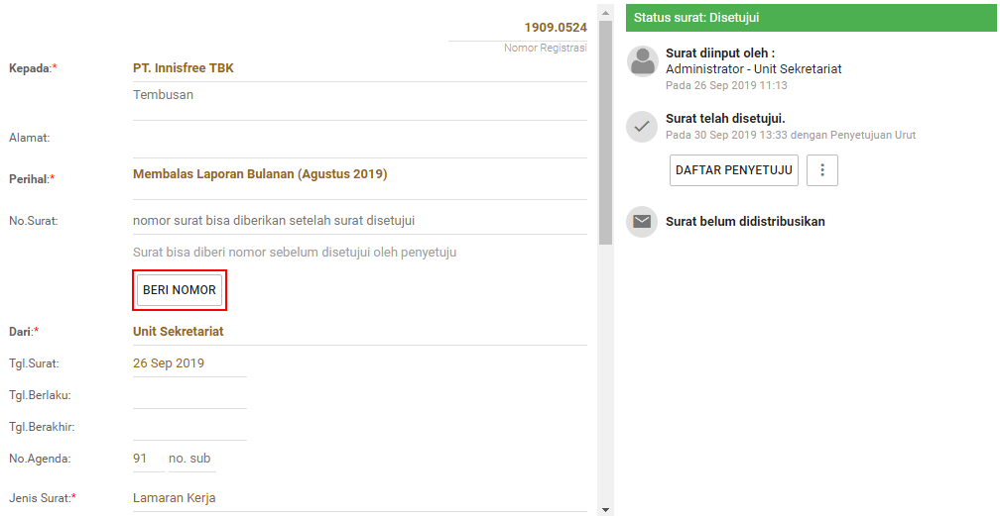 1909.0524
Nomor Registrasi
Kepada:*
PT. Innisfree TBK
Tembusan
Alamat:
Perihal:*
Membalas Laporan Bulanan (Agustus 2019)
No.Surat:
nomor surat bisa diberikan setelah surat disetujui
Surat bisa diberi nomor sebelum disetujui oleh penyetuju
BERI NOMOR
Dari:*
Unit Sekretariat
Tgl.Surat:
26 Sep 2019
Tgl.Berlaku:
Tgl.Berakhir:
No.Agenda:
91
no. sub
Jenis Surat:*
Lamaran Kerja
Status surat: Disetujui
Surat diinput oleh :
Administrator - Unit Sekretariat
Pada 26 Sep 2019 11:13
Surat telah disetujui.
Pada 30 Sep 2019 13:33 dengan Penyetujuan Urut
DAFTAR PENYETUJU
Surat belum didistribusikan